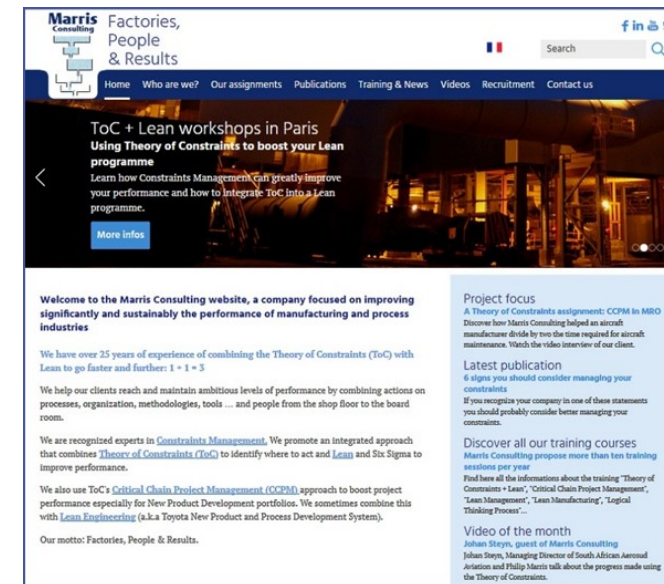 Marris
Consulting
Factories,
People
& Results
f in
Search
Home Who are we? Our assignments Publications Training & News Videos Recruitment Contact us
ToC + Lean workshops in Paris
Using Theory of Constraints to boost your Lean
programme
Learn how Constraints Management can greatly improve
your performance and how to integrate ToC into a Lean
programme.
More infos
Welcome to the Marris Consulting website, a company focused on improving
significantly and sustainably the performance of manufacturing and process
industries
We have over 25 years of experience of combining the Theory of Constraints (ToC) with
Lean to go faster and further: 1 + 1 = 3
We help our clients reach and maintain ambitious levels of performance by combining actions on
processes, organization, methodologies, tools ... and people from the shop floor to the board
room.
We are recognized experts in Constraints Management. We promote an integrated approach
that combines Theory of Constraints (ToC) to identify where to act and Lean and Six Sigma to
improve performance.
We also use ToC's Critical Chain Project Management (CCPM) approach to boost project
performance especially for New Product Development portfolios. We sometimes combine this
with Lean Engineering (a.k.a Toyota New Product and Process Development System).
Our motto: Factories, People & Results.
Project focus
A Theory of Constraints assignment: CCPM in MRO
Discover how Marris Consulting helped an aircraft
manufacturer divide by two the time required for aircraft
maintenance. Watch the video interview of our client.
Latest publication
6 signs you should consider managing your
constraints
If you recognize your company in one of these statements
you should probably consider better managing your
constraints.
Discover all our training courses
Marris Consulting propose more than ten training
sessions per year
Find here all the informations about the training "Theory of
Constraints + Lean", "Critical Chain Project Management",
"Lean Management", "Lean Manufacturing", "Logical
Thinking Process"...
Video of the month
Johan Steyn, guest of Marris Consulting
Johan Steyn, Managing Director of South African Aerosud
Aviation and Philip Marris talk about the progress made using
the Theory of Constraints.